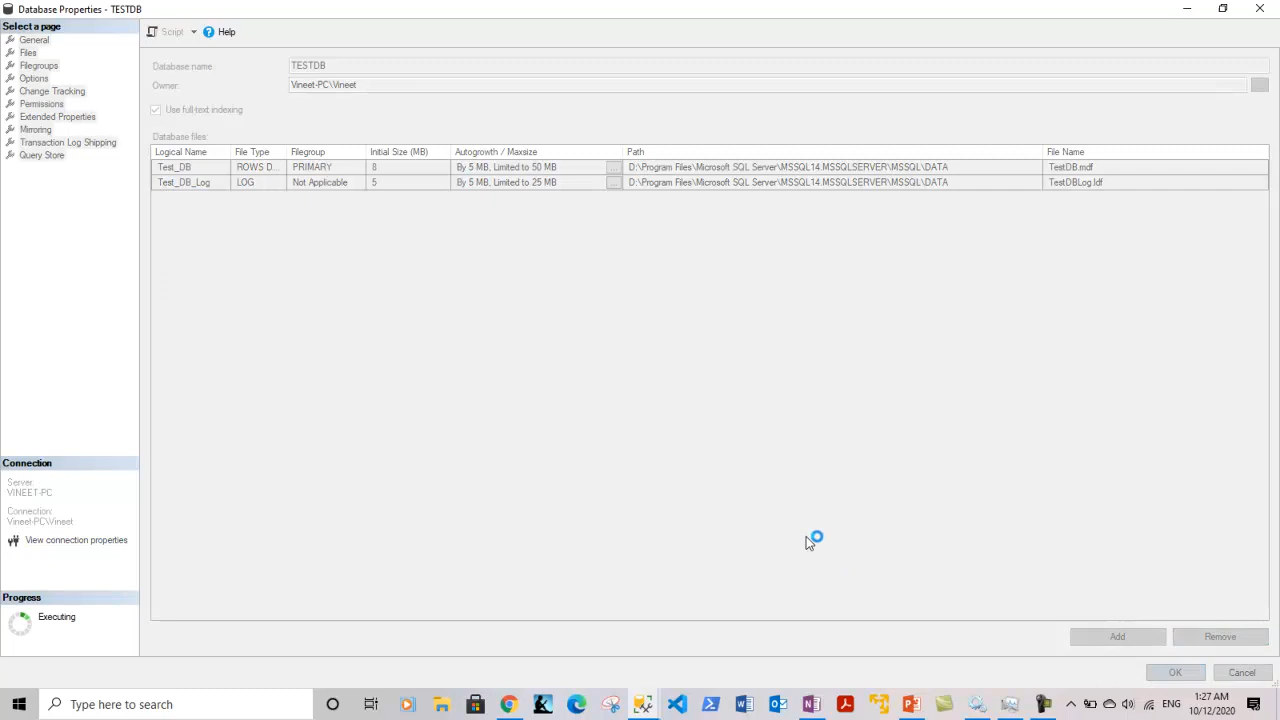 Database Properties - TESTDB
Select a page
General
Files
Filegroups
Options
Change Tracking
Permissions
Extended Properties
Mirroring
Transaction Log Shipping
Query Store
Script Help
Database name TESTDB
Owner: Vineet-PC\Vineet
Use full-text indexing
Database files:
Logical Name File Type Filegroup Initial Size (MB) Autogrowth / Maxsize Path File Name
Test_DB ROWS D... PRIMARY 8 By 5 MB, Limited to 50 MB ... D:\Program Files\Microsoft SQL Server\MSSQL14.MSSQLSERVER\MSSQL\DATA TestDB.mdf
Test_DB_Log LOG Not Applicable 5 By 5 MB, Limited to 25 MB ... D:\Program Files\Microsoft SQL Server\MSSQL14.MSSQLSERVER\MSSQL\DATA TestDBLog.ldf
Connection
Server:
VINEET-PC
Connection:
Vineet-PC\Vineet
View connection properties
Progress
Executing
Add Remove
OK Cancel
Type here to search
ENG
1:27 AM
10/12/2020